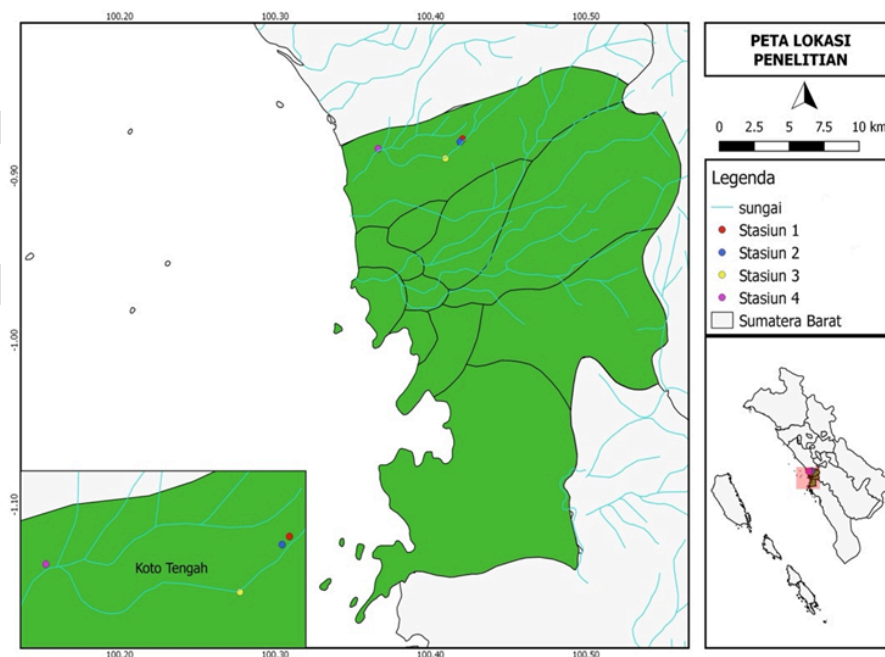 100.20 100.30 100.40 100.50
PETA LOKASI
PENELITIAN
0 2.5 5 7.5 10 km
Legenda
sungai
Stasiun 1
Stasiun 2
Stasiun 3
Stasiun 4
Sumatera Barat
-0.90
-1.00
-1.10
Koto Tengah
100.20 100.30 100.40 100.50